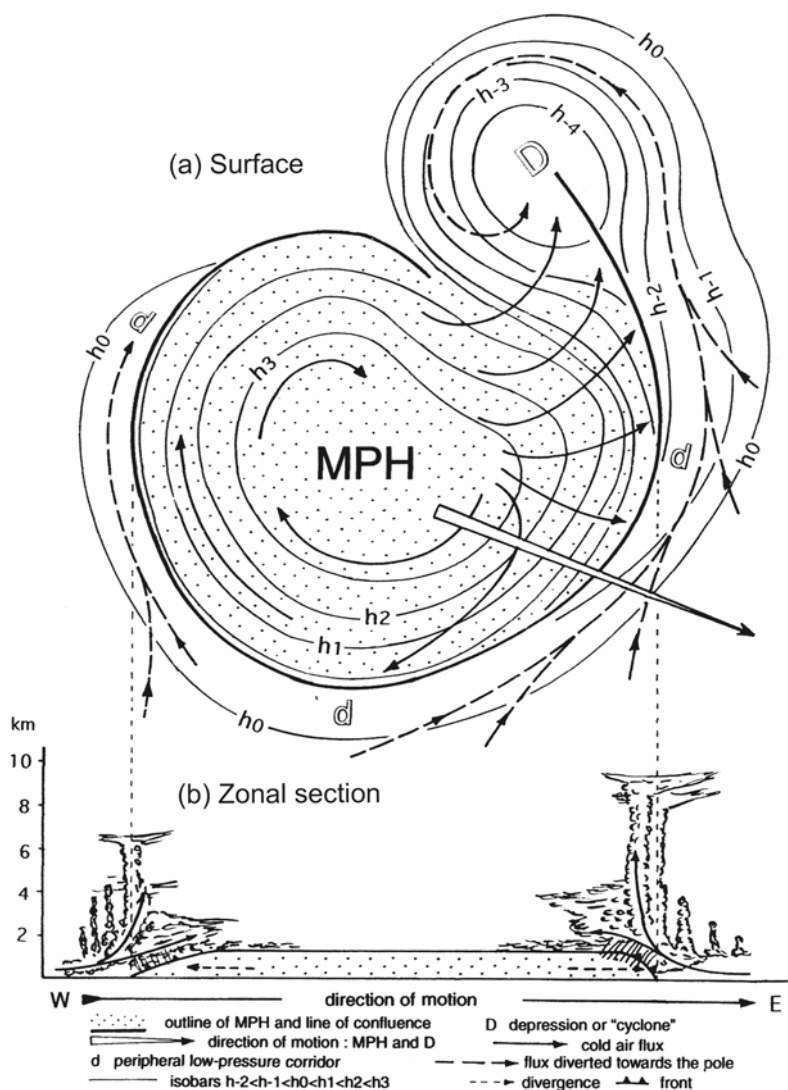 h0
h-3
h-4
D
(a) Surface
h-1
h-2
d
h0
h3
MPH
h0
d
h2
h1
h0
d
km
10
(b) Zonal section
8
6
4
2
W direction of motion E
outline of MPH and line of confluence D depression or "cyclone"
direction of motion : MPH and D cold air flux
d peripheral low-pressure corridor flux diverted towards the pole
isobars h-2<h-1<h0<h1<h2<h3 divergence front